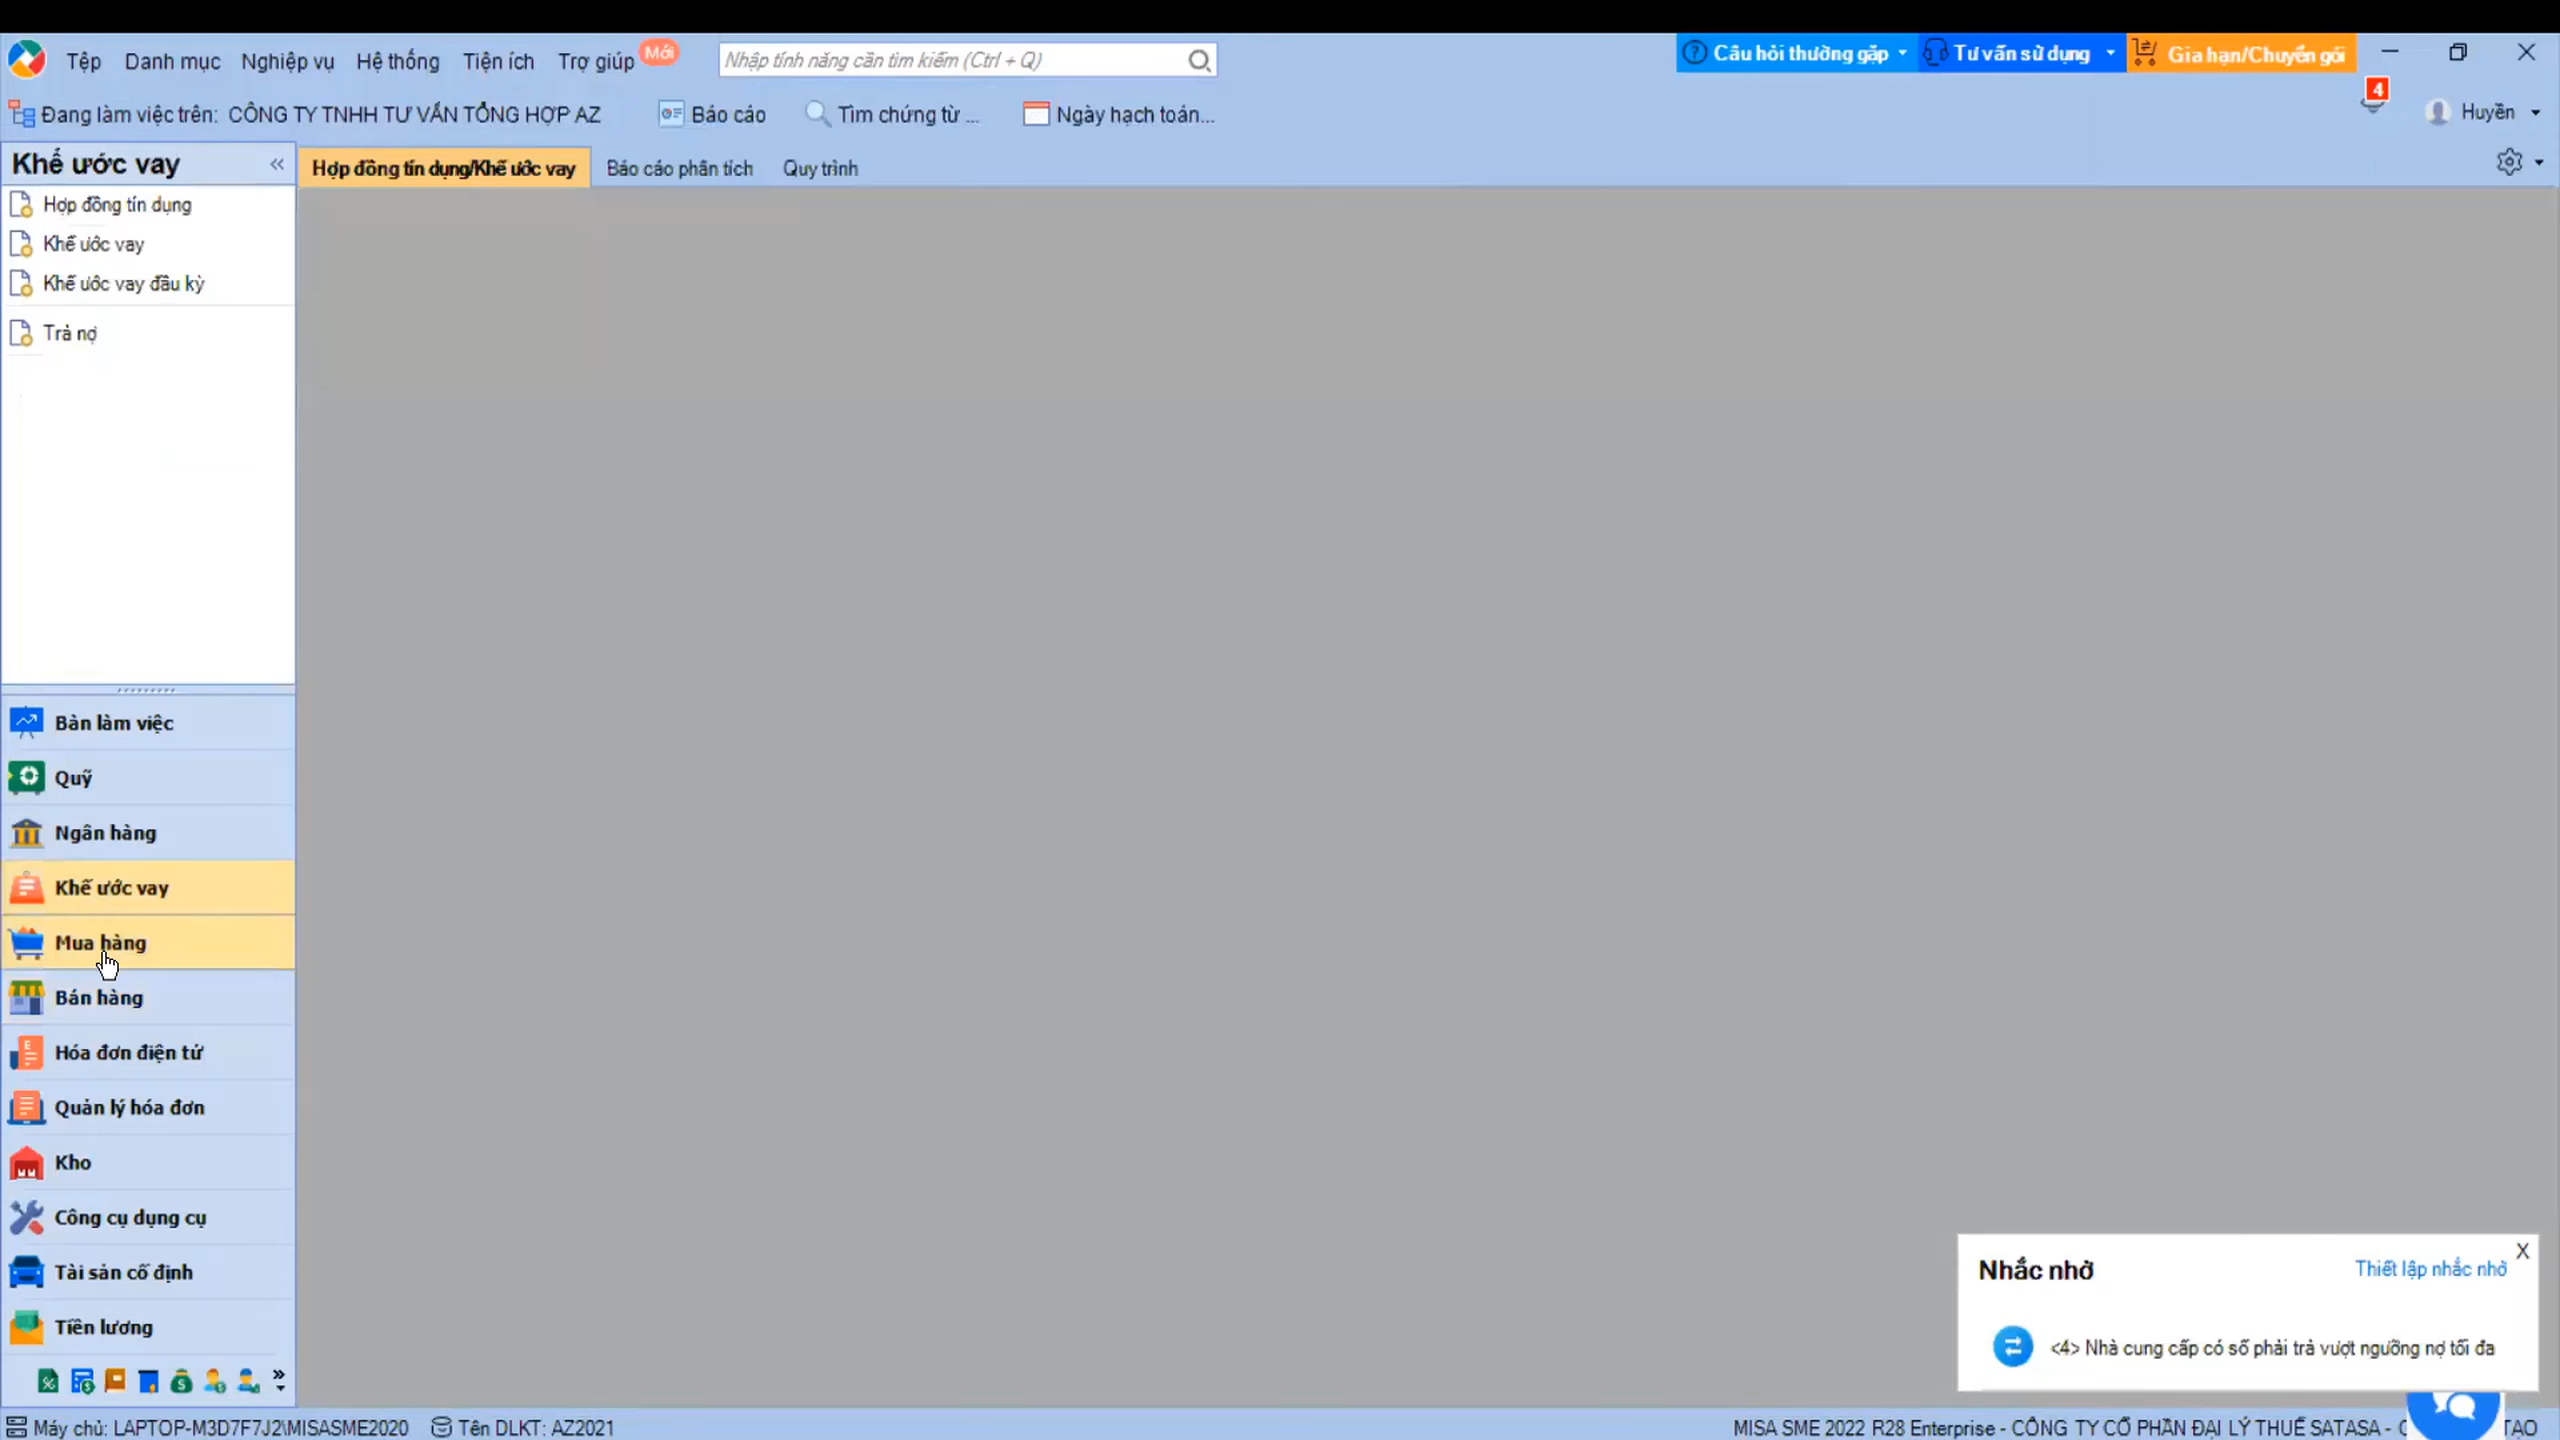 Tệp Danh mục Nghiệp vụ Hệ thống Tiện ích Trợ giúp Mới Nhập tính năng cần tìm kiếm (Ctrl + Q) Câu hỏi thường gặp Tư vấn sử dụng Gia hạn/Chuyển gói
Đang làm việc trên: CÔNG TY TNHH TƯ VẤN TỔNG HỢP AZ Báo cáo Tìm chứng từ ... Ngày hạch toán... 4 Huyền
Khế ước vay
Hợp đồng tín dụng/Khế ước vay Báo cáo phân tích Quy trình
Hợp đồng tín dụng
Khế ước vay
Khế ước vay đầu kỳ
Trả nợ
Bàn làm việc
Quỹ
Ngân hàng
Khế ước vay
Mua hàng
Bán hàng
Hóa đơn điện tử
Quản lý hóa đơn
Kho
Công cụ dụng cụ
Tài sản cố định
Tiền lương
Nhắc nhở Thiết lập nhắc nhở X
<4> Nhà cung cấp có số phải trả vượt ngưỡng nợ tối đa
Máy chủ: LAPTOP-M3D7F7J2\MISASME2020 Tên DLKT: AZ2021 MISA SME 2022 R28 Enterprise - CÔNG TY CỔ PHẦN ĐẠI LÝ THUẾ SATASA -